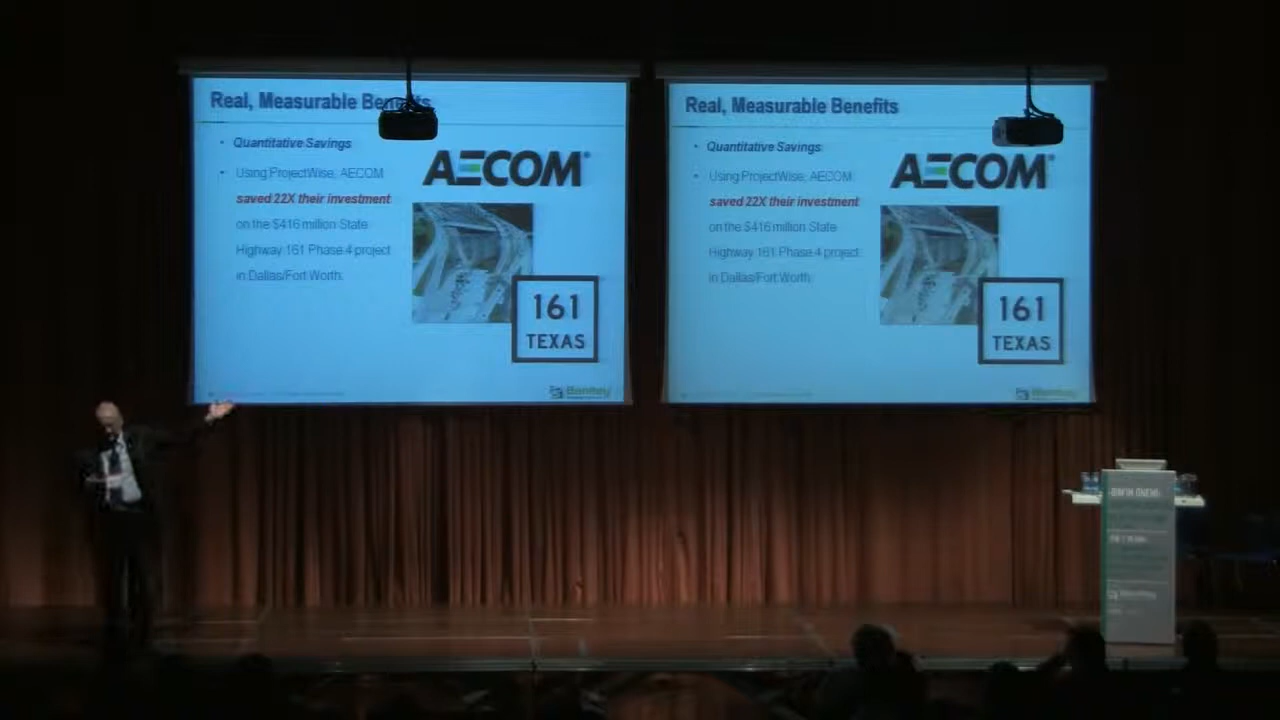 Real, Measurable Benefits
• Quantitative Savings
• Using ProjectWise, AECOM
saved 22X their investment
on the $416 million State
Highway 161 Phase 4 project
in Dallas/Fort Worth.
AECOM®
161
TEXAS
Bentley
Real, Measurable Benefits
• Quantitative Savings
• Using ProjectWise, AECOM
saved 22X their investment
on the $416 million State
Highway 161 Phase 4 project
in Dallas/Fort Worth.
AECOM®
161
TEXAS
Bentley
Bentley